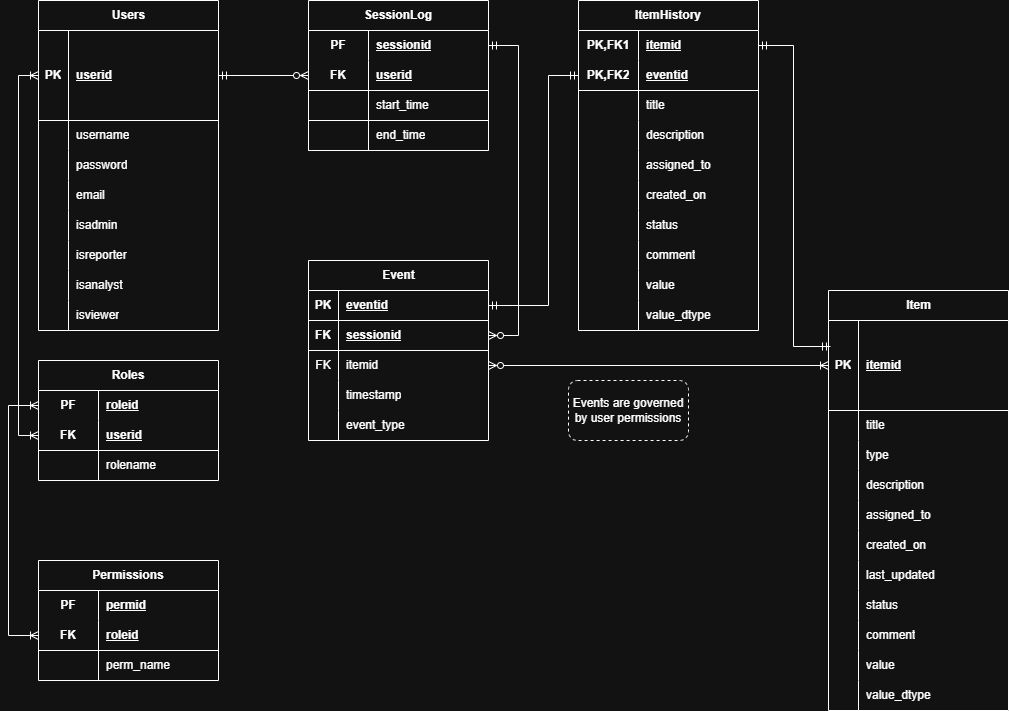 Users
PK userid
username
password
email
isadmin
isreporter
isanalyst
isviewer
SessionLog
PF sessionid
FK userid
start_time
end_time
ItemHistory
PK,FK1 itemid
PK,FK2 eventid
title
description
assigned_to
created_on
status
comment
value
value_dtype
Event
PK eventid
FK sessionid
FK itemid
timestamp
event_type
Item
PK itemid
title
type
description
assigned_to
created_on
last_updated
status
comment
value
value_dtype
Roles
PF roleid
FK userid
rolename
Events are governed
by user permissions
Permissions
PF permid
FK roleid
perm_name